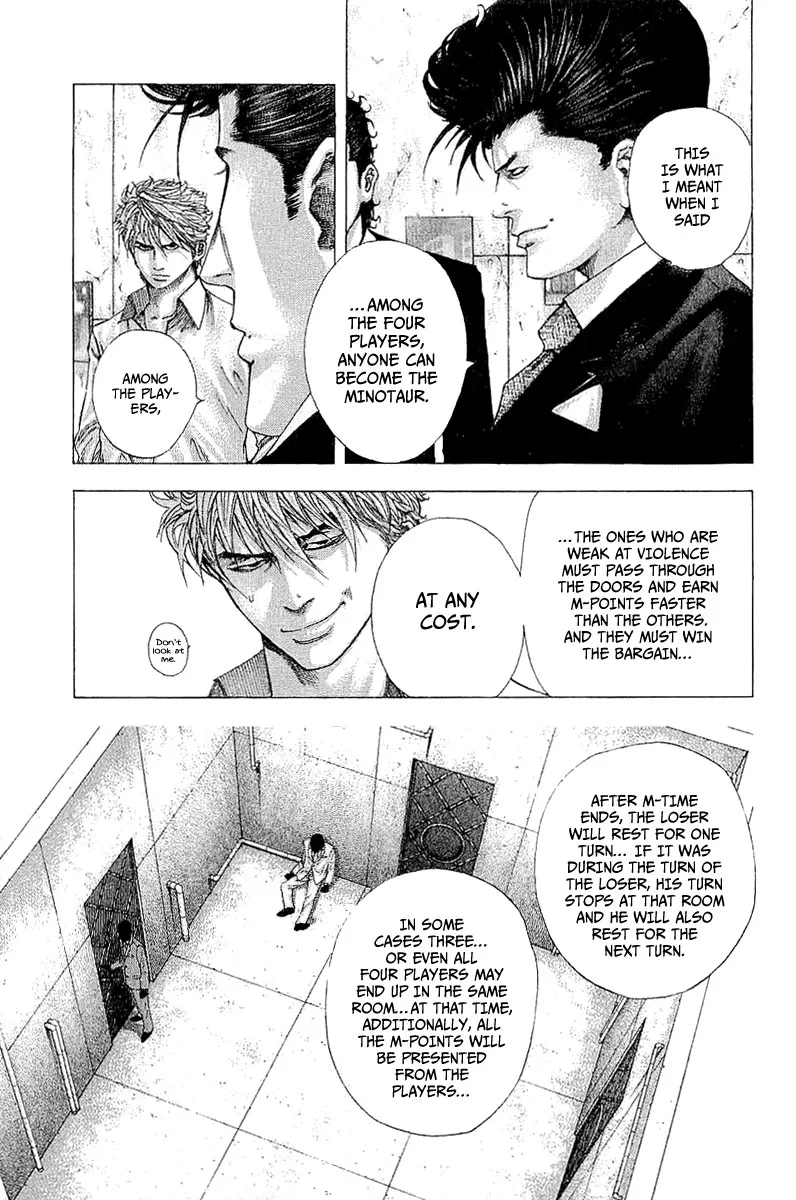 THIS
IS WHAT
I MEANT
WHEN I
SAID
...AMONG
THE FOUR
PLAYERS,
ANYONE CAN
BECOME THE
MINOTAUR.
AMONG
THE PLAY-
ERS,
...THE ONES WHO ARE
WEAK AT VIOLENCE
MUST PASS THROUGH
THE DOORS AND EARN
M-POINTS FASTER
THAN THE OTHERS.
AND THEY MUST WIN
THE BARGAIN...
AT ANY
COST.
Don't
look at
me.
AFTER M-TIME
ENDS, THE LOSER
WILL REST FOR ONE
TURN... IF IT WAS
DURING THE TURN OF
THE LOSER, HIS TURN
STOPS AT THAT ROOM
AND HE WILL ALSO
REST FOR THE
NEXT TURN.
IN SOME
CASES THREE...
OR EVEN ALL
FOUR PLAYERS MAY
END UP IN THE SAME
ROOM...AT THAT TIME,
ADDITIONALLY, ALL
THE M-POINTS WILL
BE PRESENTED
FROM THE
PLAYERS...